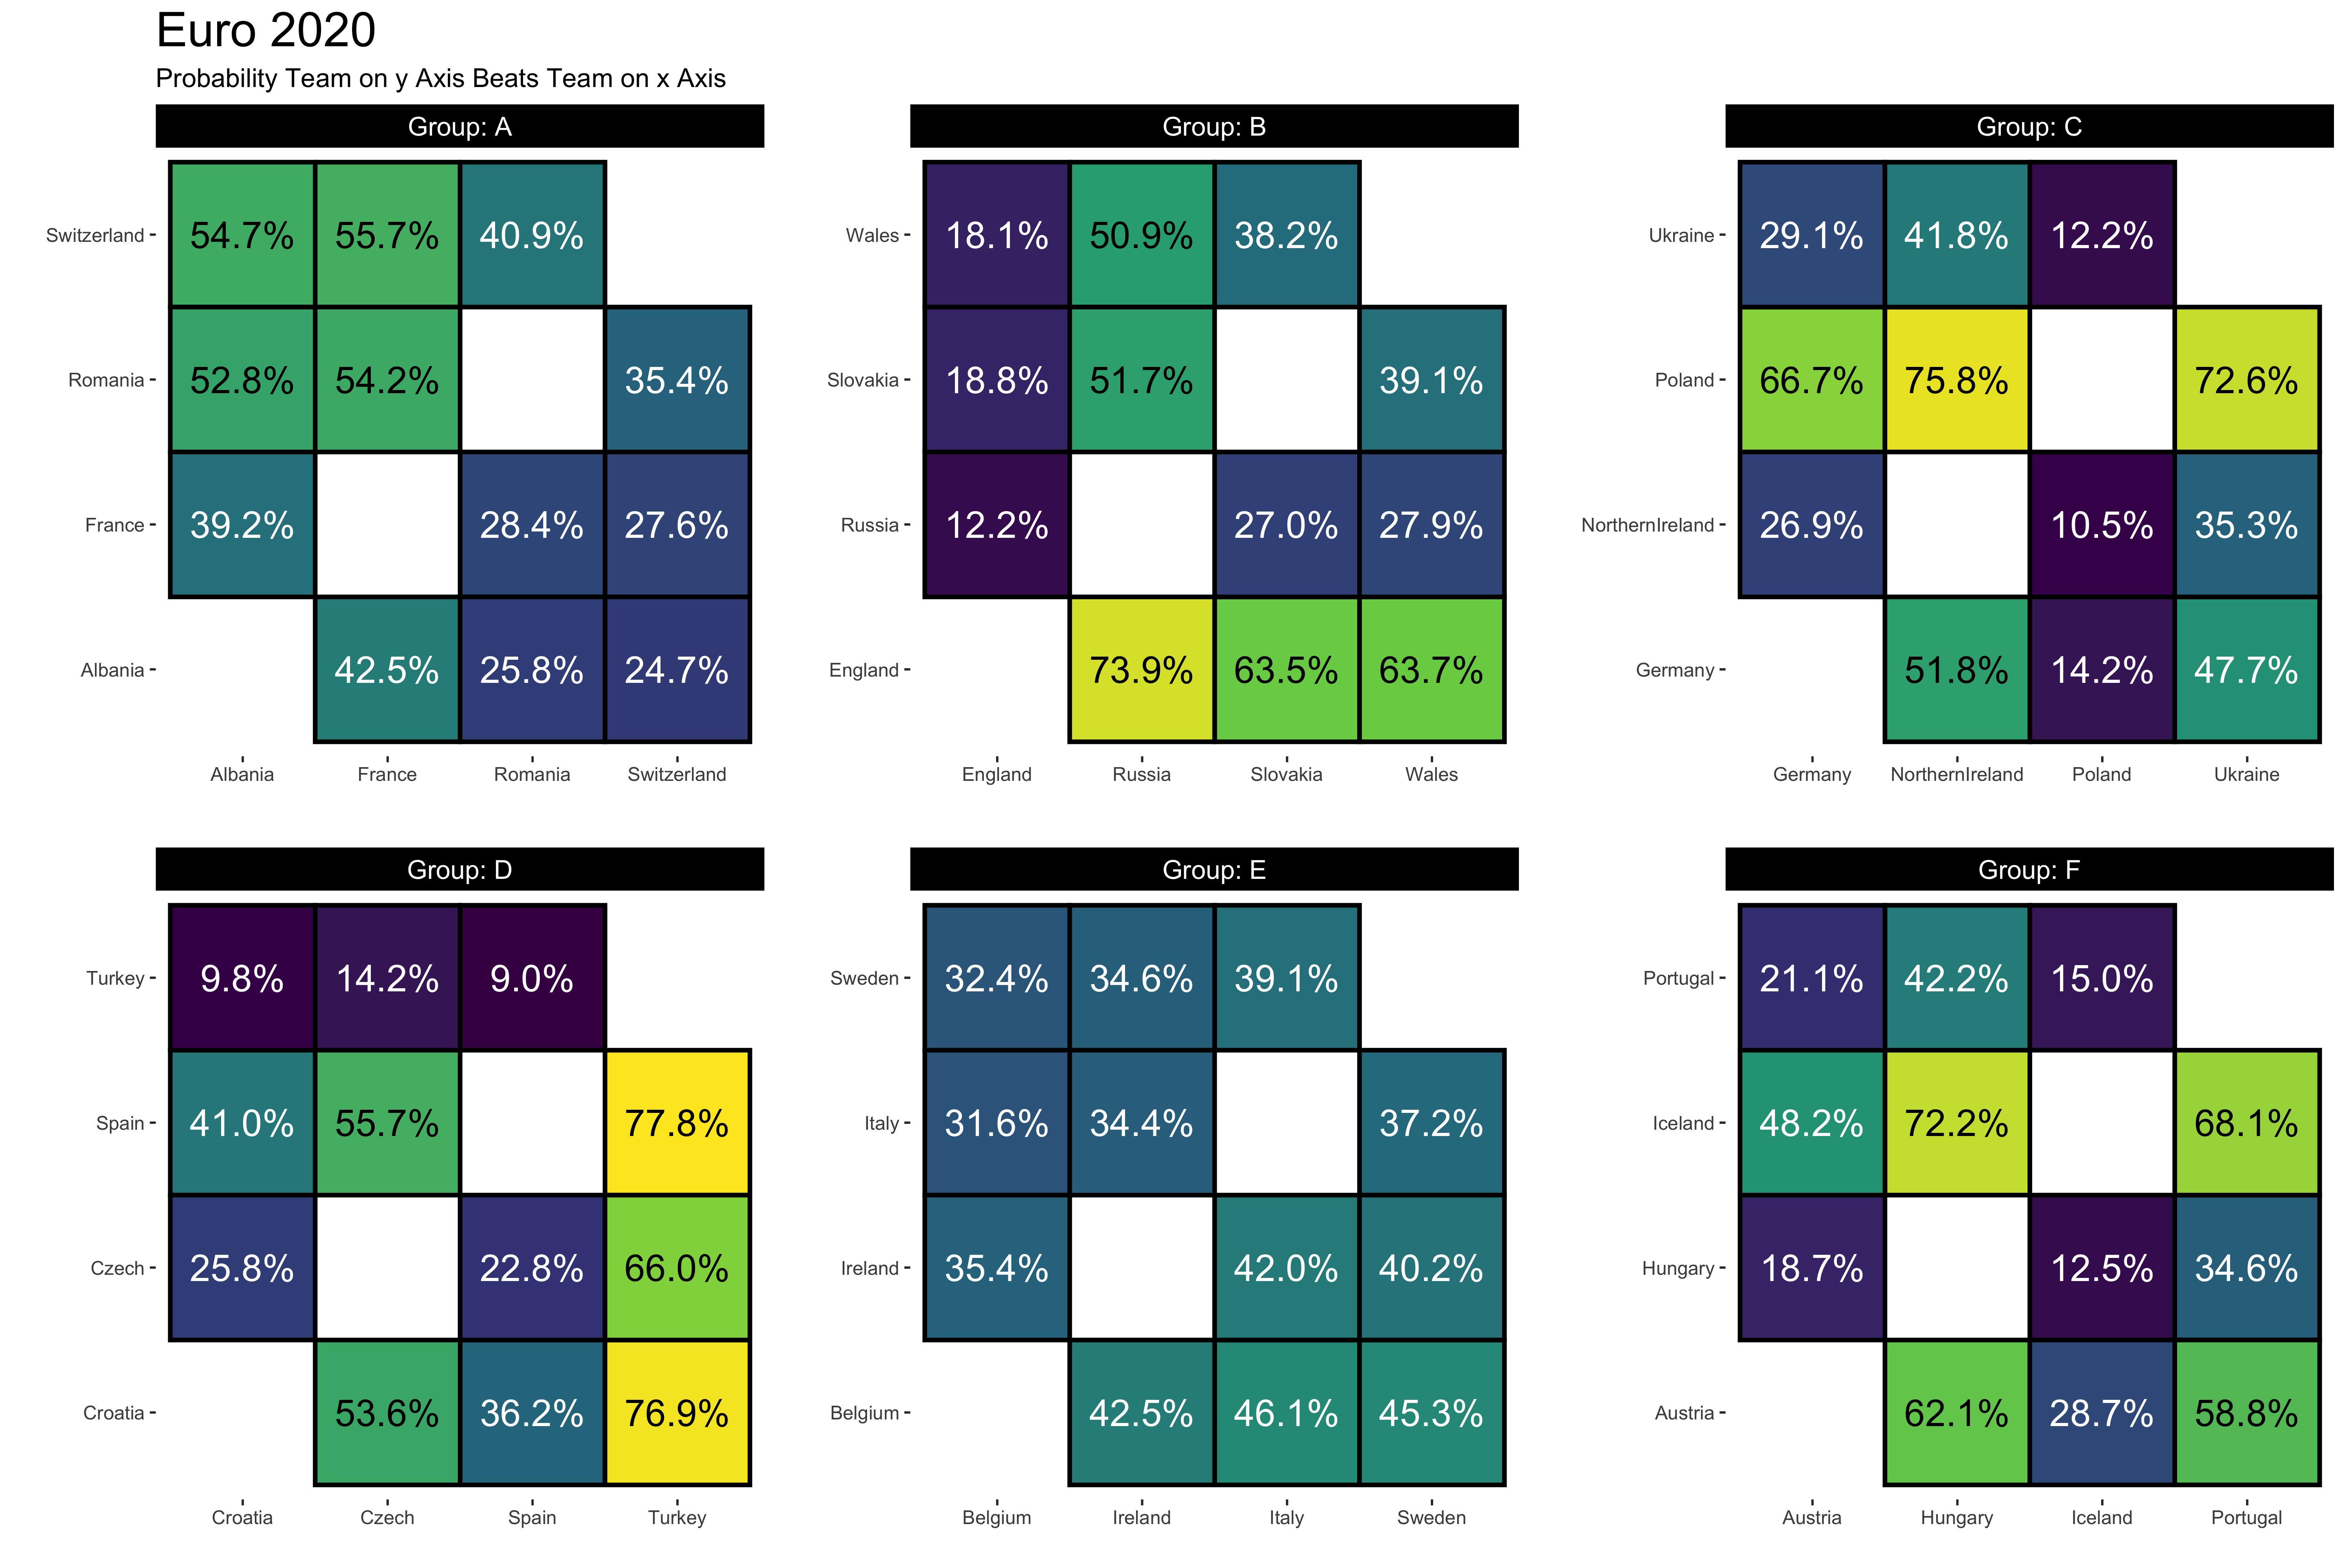 Euro 2020
Probability Team on y Axis Beats Team on x Axis
Group: A
Switzerland 54.7% 55.7% 40.9%
Romania 52.8% 54.2% 35.4%
France 39.2% 28.4% 27.6%
Albania 42.5% 25.8% 24.7%
Albania France Romania Switzerland
Group: B
Wales 18.1% 50.9% 38.2%
Slovakia 18.8% 51.7% 39.1%
Russia 12.2% 27.0% 27.9%
England 73.9% 63.5% 63.7%
England Russia Slovakia Wales
Group: C
Ukraine 29.1% 41.8% 12.2%
Poland 66.7% 75.8% 72.6%
NorthernIreland 26.9% 10.5% 35.3%
Germany 51.8% 14.2% 47.7%
Germany NorthernIreland Poland Ukraine
Group: D
Turkey 9.8% 14.2% 9.0%
Spain 41.0% 55.7% 77.8%
Czech 25.8% 22.8% 66.0%
Croatia 53.6% 36.2% 76.9%
Croatia Czech Spain Turkey
Group: E
Sweden 32.4% 34.6% 39.1%
Italy 31.6% 34.4% 37.2%
Ireland 35.4% 42.0% 40.2%
Belgium 42.5% 46.1% 45.3%
Belgium Ireland Italy Sweden
Group: F
Portugal 21.1% 42.2% 15.0%
Iceland 48.2% 72.2% 68.1%
Hungary 18.7% 12.5% 34.6%
Austria 62.1% 28.7% 58.8%
Austria Hungary Iceland Portugal